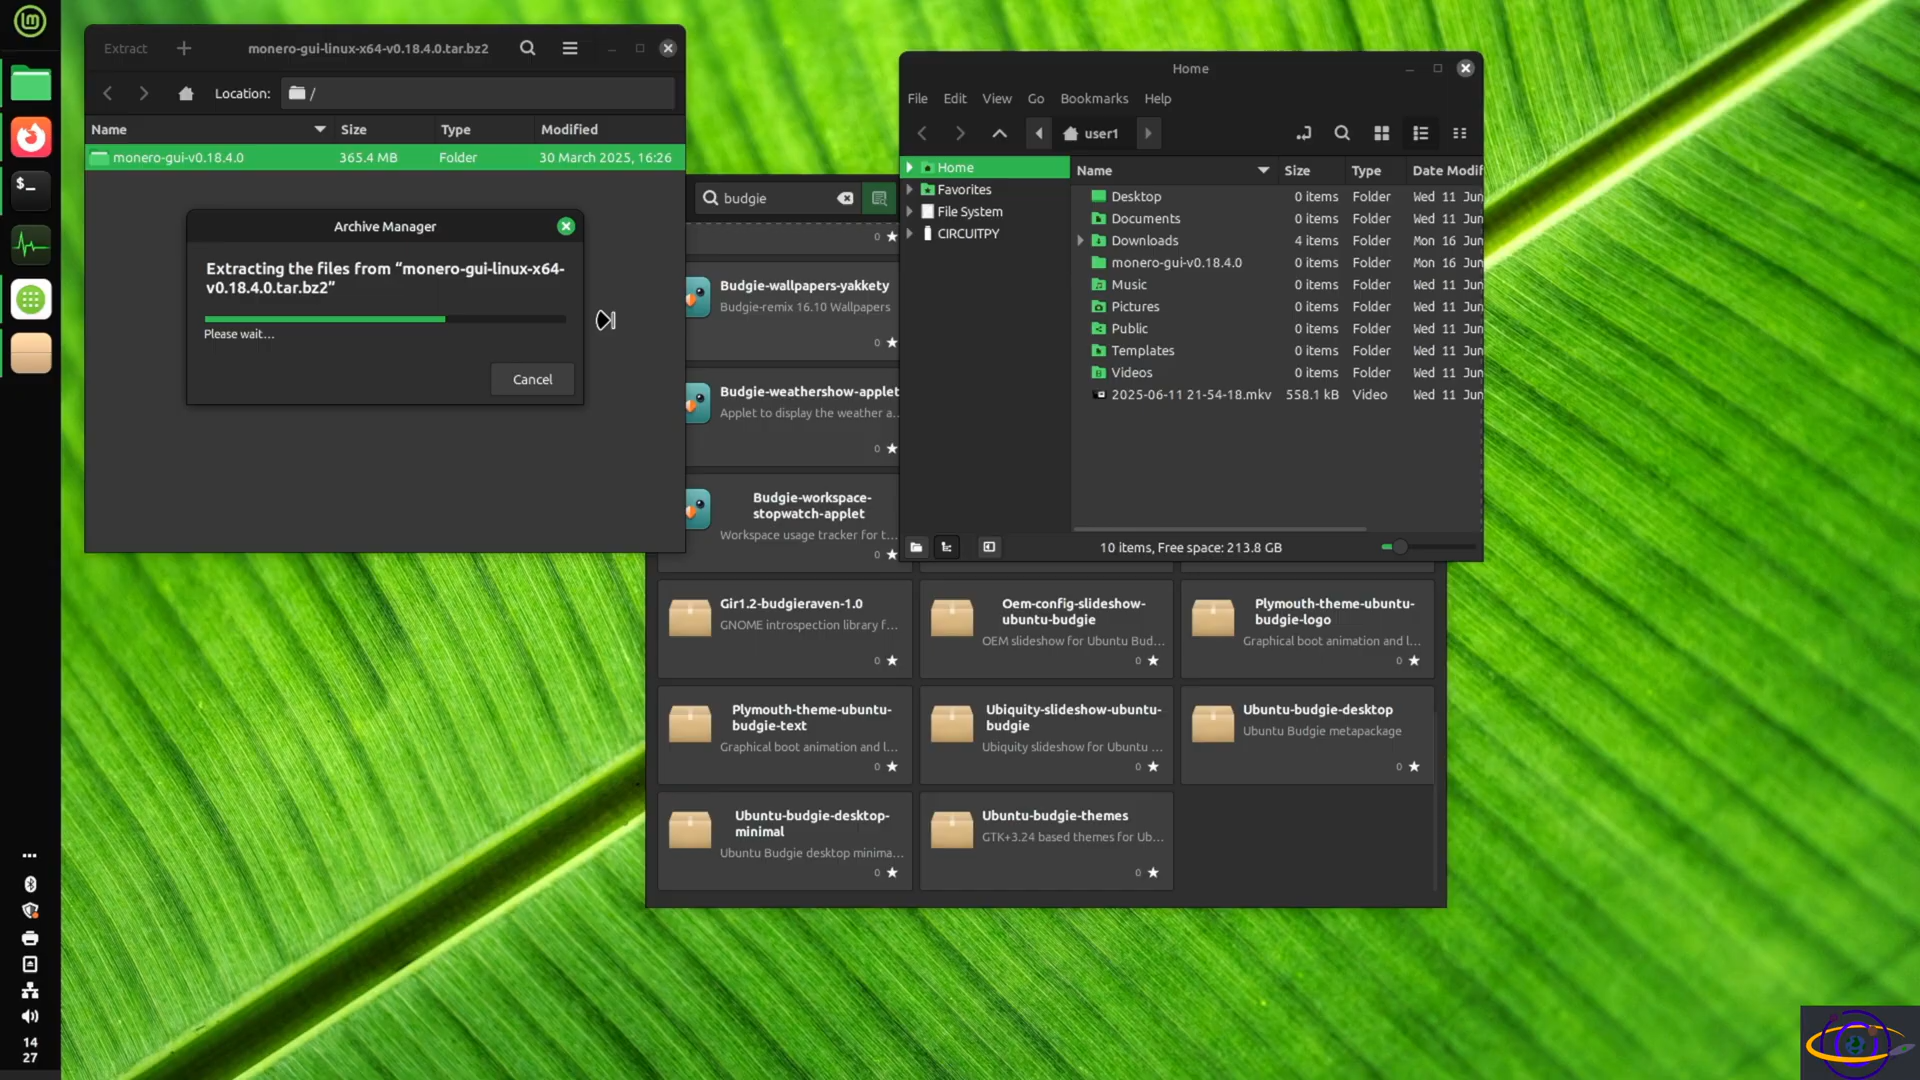 Extract
monero-gui-linux-x64-v0.18.4.0.tar.bz2
Location:
/
Name Size Type Modified
monero-gui-v0.18.4.0 365.4 MB Folder 30 March 2025, 16:26
Archive Manager
Extracting the files from “monero-gui-linux-x64-
v0.18.4.0.tar.bz2”
Please wait...
Cancel
budgie
0
Budgie-wallpapers-yakkety
Budgie-remix 16.10 Wallpapers
0
Budgie-weathershow-applet
Applet to display the weather a...
0
Budgie-workspace-
stopwatch-applet
Workspace usage tracker for t...
0
Home
File Edit View Go Bookmarks Help
user1
Home
Favorites
File System
CIRCUITPY
Name Size Type Date Modif
Desktop 0 items Folder Wed 11 Jun
Documents 0 items Folder Wed 11 Jun
Downloads 4 items Folder Mon 16 Jun
monero-gui-v0.18.4.0 0 items Folder Mon 16 Jun
Music 0 items Folder Wed 11 Jun
Pictures 0 items Folder Wed 11 Jun
Public 0 items Folder Wed 11 Jun
Templates 0 items Folder Wed 11 Jun
Videos 0 items Folder Wed 11 Jun
2025-06-11 21-54-18.mkv 558.1 kB Video Wed 11 Jun
10 items, Free space: 213.8 GB
Gir1.2-budgieraven-1.0
GNOME introspection library f...
0
Oem-config-slideshow-
ubuntu-budgie
OEM slideshow for Ubuntu Bud...
0
Plymouth-theme-ubuntu-
budgie-logo
Graphical boot animation and l...
0
Plymouth-theme-ubuntu-
budgie-text
Graphical boot animation and l...
0
Ubiquity-slideshow-ubuntu-
budgie
Ubiquity slideshow for Ubuntu ...
0
Ubuntu-budgie-desktop
Ubuntu Budgie metapackage
0
Ubuntu-budgie-desktop-
minimal
Ubuntu Budgie desktop minima...
0
Ubuntu-budgie-themes
GTK+3.24 based themes for Ub...
0
14
27